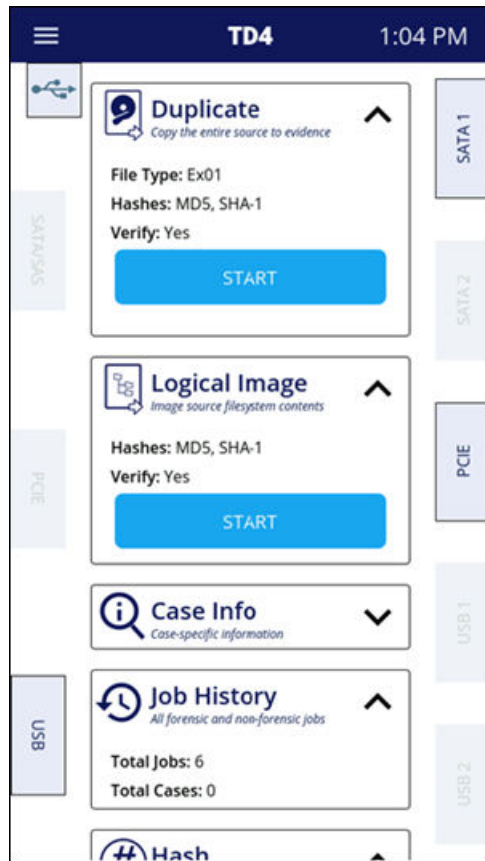 TD4
1:04 PM
Duplicate
Copy the entire source to evidence
File Type: Ex01
Hashes: MD5, SHA-1
Verify: Yes
START
Logical Image
Image source filesystem contents
Hashes: MD5, SHA-1
Verify: Yes
START
Case Info
Case-specific information
Job History
All forensic and non-forensic jobs
Total Jobs: 6
Total Cases: 0
Hash
SATA/SAS
PCIE
USB
SATA 1
SATA 2
PCIE
USB 1
USB 2